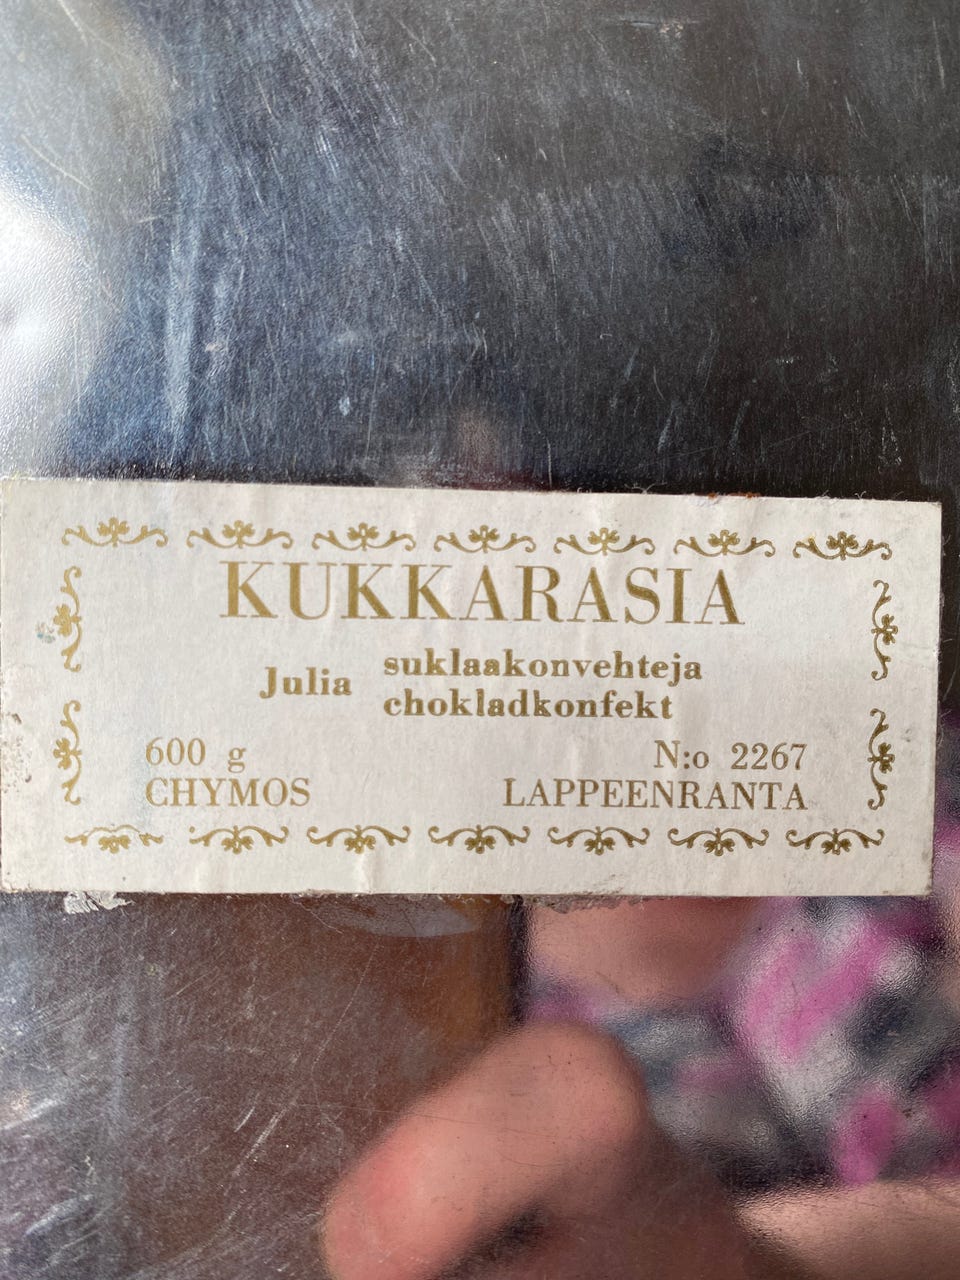 KUKKARASIA
Julia suklaakonvehteja
chokladkonfekt
600 g N:o 2267
CHYMOS LAPPEENRANTA